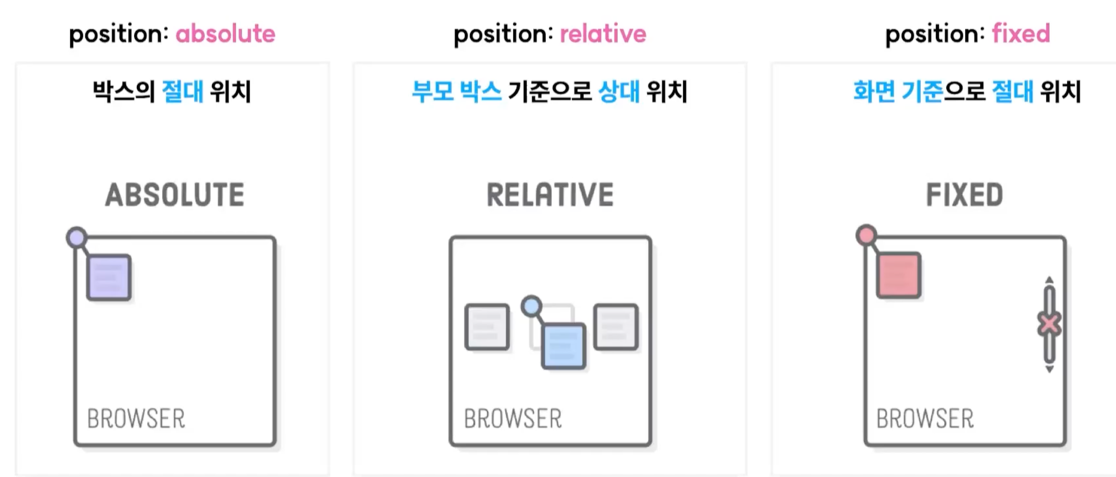 position: absolute
박스의 절대 위치
ABSOLUTE
BROWSER
position: relative
부모 박스 기준으로 상대 위치
RELATIVE
BROWSER
position: fixed
화면 기준으로 절대 위치
FIXED
BROWSER